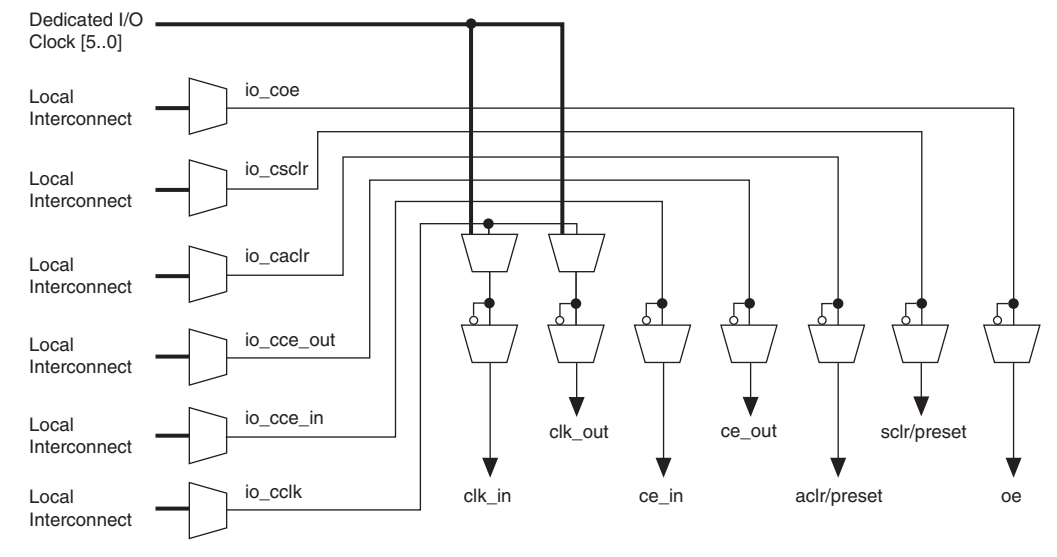 Dedicated I/O
Clock [5..0]
Local
Interconnect
io_coe
Local
Interconnect
io_csclr
Local
Interconnect
io_caclr
Local
Interconnect
io_cce_out
Local
Interconnect
io_cce_in
Local
Interconnect
io_cclk
clk_out
ce_out
sclr/preset
clk_in
ce_in
aclr/preset
oe